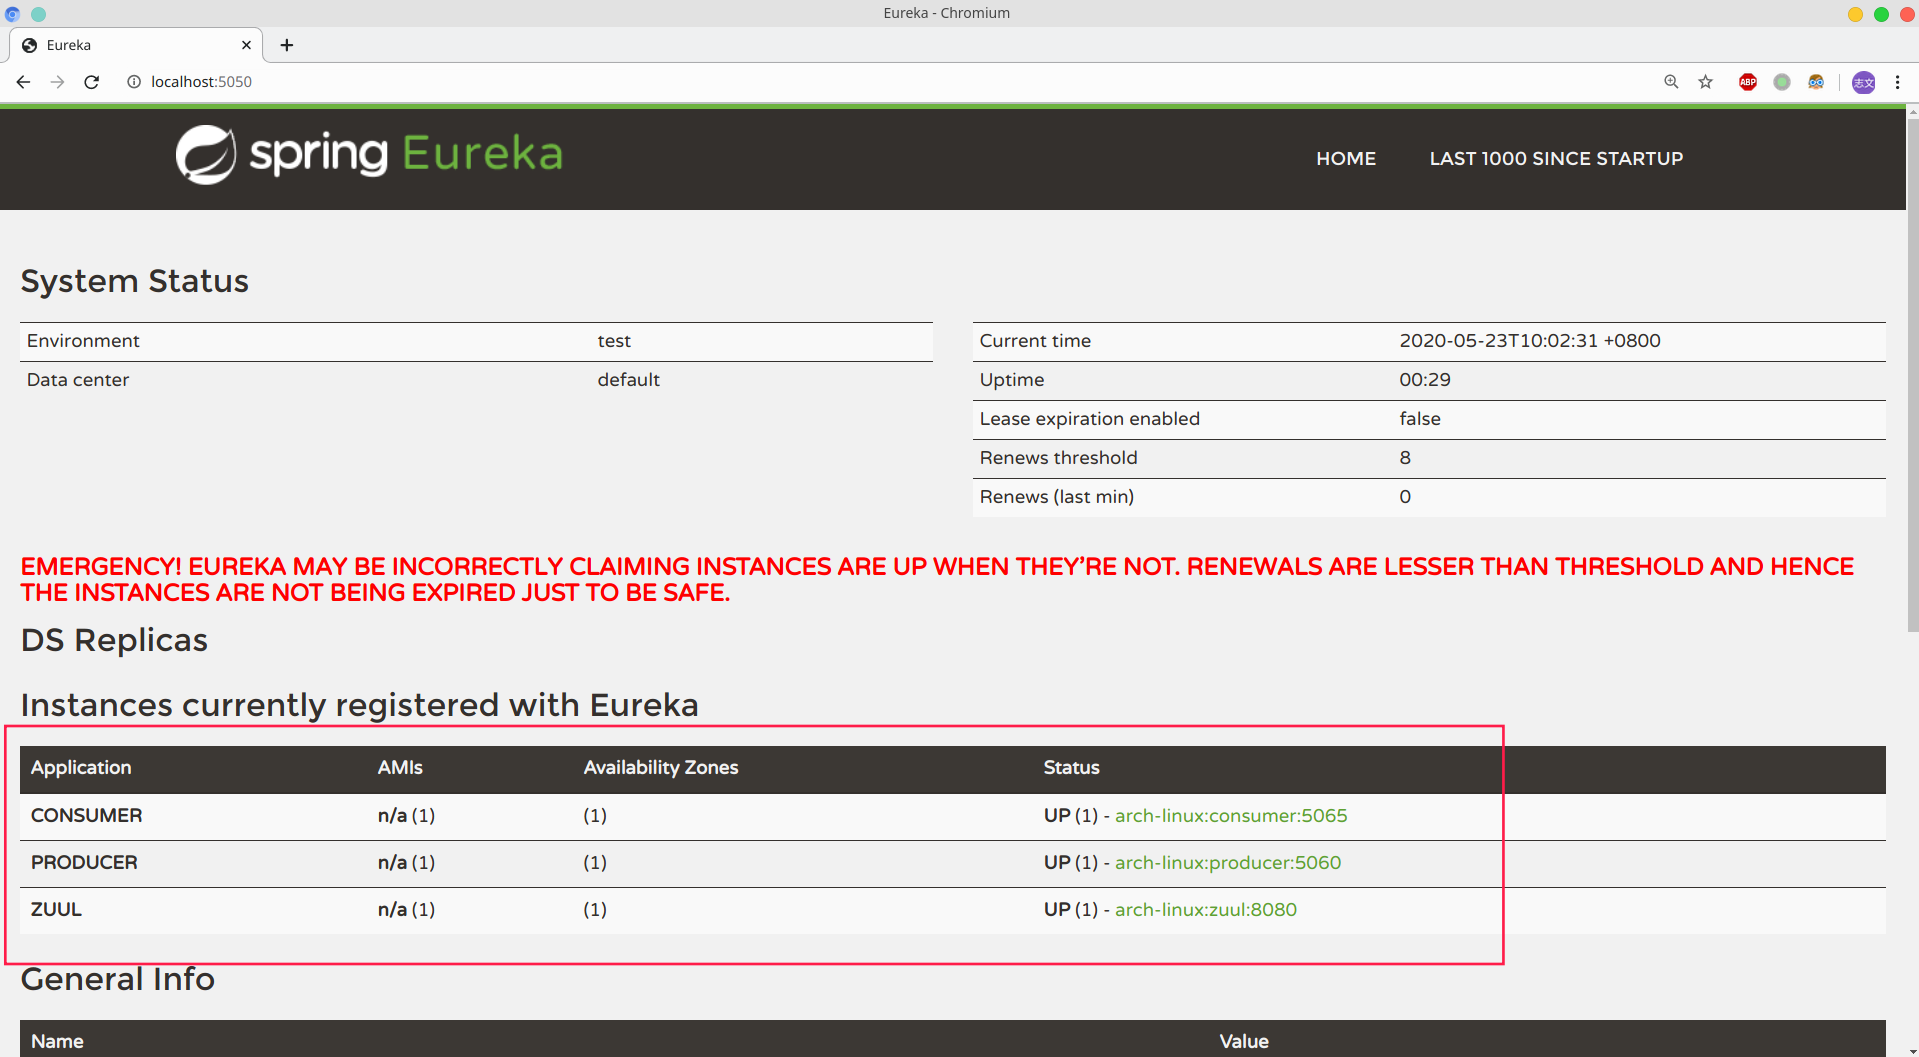 Eureka - Chromium
Eureka
localhost:5050
ABP
志文
spring Eureka
HOME LAST 1000 SINCE STARTUP
System Status
Environment test
Data center default
Current time 2020-05-23T10:02:31 +0800
Uptime 00:29
Lease expiration enabled false
Renews threshold 8
Renews (last min) 0
EMERGENCY! EUREKA MAY BE INCORRECTLY CLAIMING INSTANCES ARE UP WHEN THEY'RE NOT. RENEWALS ARE LESSER THAN THRESHOLD AND HENCE
THE INSTANCES ARE NOT BEING EXPIRED JUST TO BE SAFE.
DS Replicas
Instances currently registered with Eureka
Application AMIs Availability Zones Status
CONSUMER n/a (1) (1) UP (1) - arch-linux:consumer:5065
PRODUCER n/a (1) (1) UP (1) - arch-linux:producer:5060
ZUUL n/a (1) (1) UP (1) - arch-linux:zuul:8080
General Info
Name Value